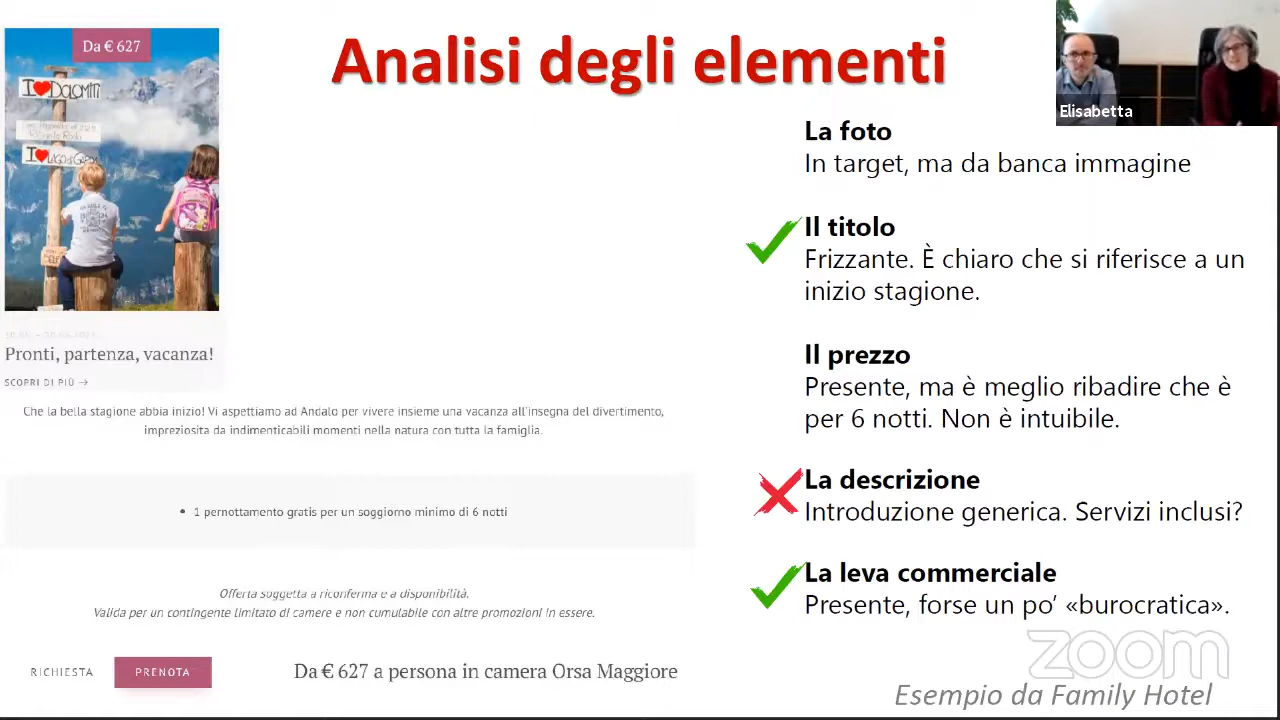 Analisi degli elementi
Elisabetta
Da € 627
I ❤ DOLOMITI
I ❤ LAGO di GARDA
Pronti, partenza, vacanza!
SCOPRI DI PIÙ →
Che la bella stagione abbia inizio! Vi aspettiamo ad Andalo per vivere insieme una vacanza all'insegna del divertimento,
impreziosita da indimenticabili momenti nella natura con tutta la famiglia.
• 1 pernottamento gratis per un soggiorno minimo di 6 notti
Offerta soggetta a riconferma e a disponibilità.
Valida per un contingente limitato di camere e non cumulabile con altre promozioni in essere.
RICHIESTA
PRENOTA
Da € 627 a persona in camera Orsa Maggiore
La foto
In target, ma da banca immagine
Il titolo
Frizzante. È chiaro che si riferisce a un
inizio stagione.
Il prezzo
Presente, ma è meglio ribadire che è
per 6 notti. Non è intuibile.
La descrizione
Introduzione generica. Servizi inclusi?
La leva commerciale
Presente, forse un po' «burocratica».
zoom
Esempio da Family Hotel